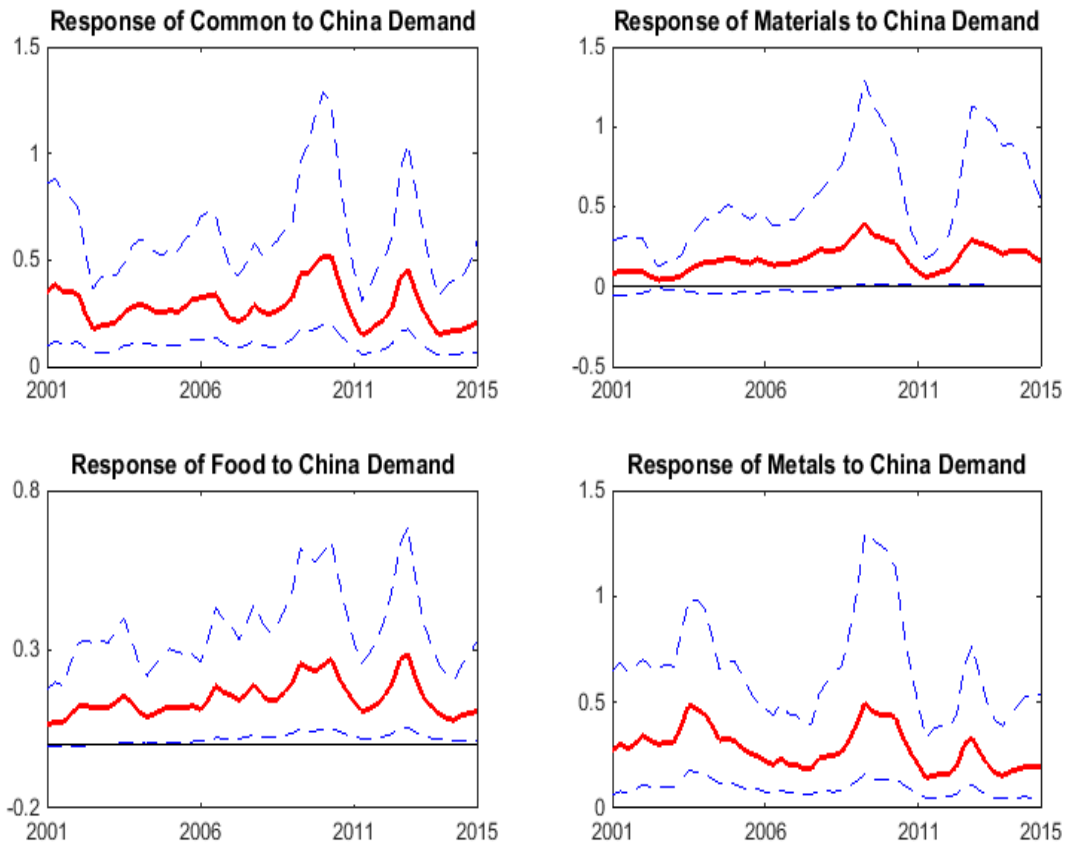 Response of Common to China Demand
1.5
1
0.5
0
2001 2006 2011 2015
Response of Materials to China Demand
1.5
1
0.5
0
-0.5
2001 2006 2011 2015
Response of Food to China Demand
0.8
0.3
-0.2
2001 2006 2011 2015
Response of Metals to China Demand
1.5
1
0.5
0
2001 2006 2011 2015